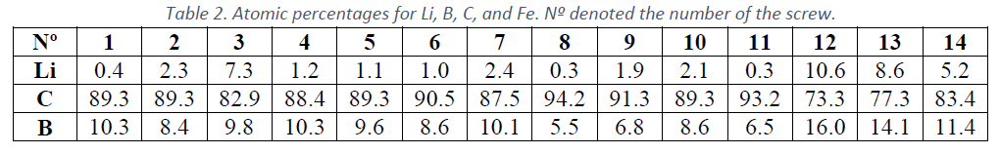 Table 2. Atomic percentages for Li, B, C, and Fe. Nº denoted the number of the screw.
Nº 1 2 3 4 5 6 7 8 9 10 11 12 13 14
Li 0.4 2.3 7.3 1.2 1.1 1.0 2.4 0.3 1.9 2.1 0.3 10.6 8.6 5.2
C 89.3 89.3 82.9 88.4 89.3 90.5 87.5 94.2 91.3 89.3 93.2 73.3 77.3 83.4
B 10.3 8.4 9.8 10.3 9.6 8.6 10.1 5.5 6.8 8.6 6.5 16.0 14.1 11.4